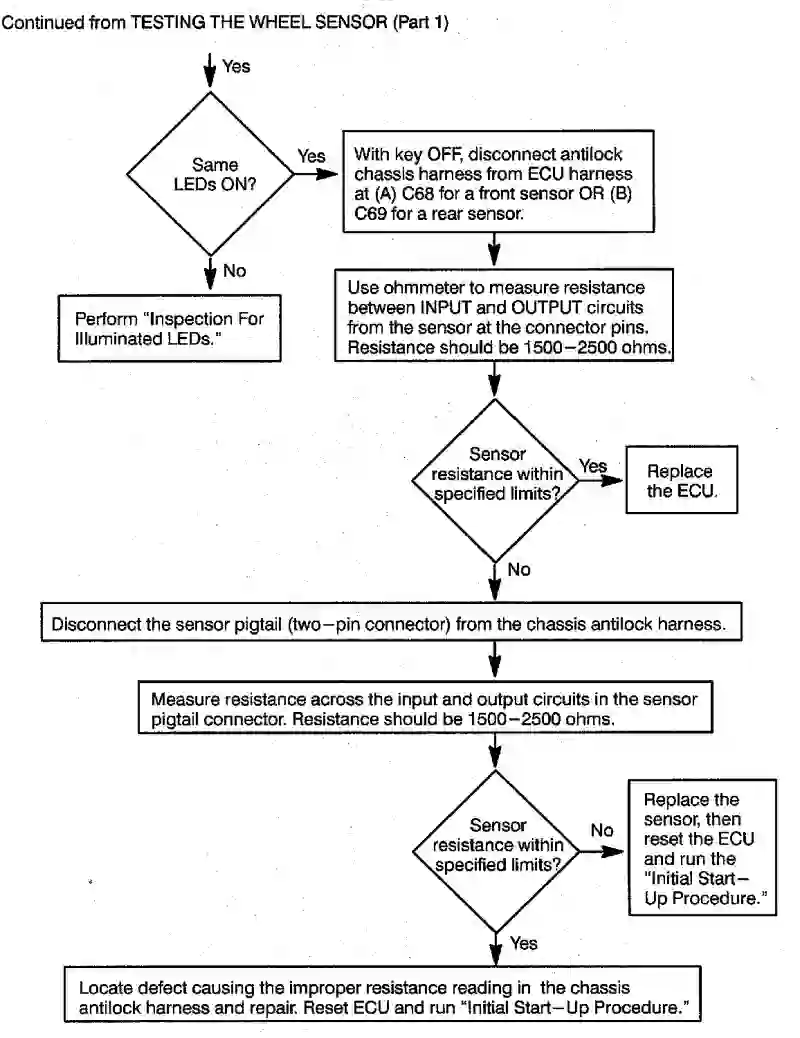 Continued from TESTING THE WHEEL SENSOR (Part 1)
Yes
Same
LEDs ON?
Yes
With key OFF, disconnect antilock
chassis harness from ECU harness
at (A) C68 for a front sensor OR (B)
C69 for a rear sensor.
No
Perform "Inspection For
Illuminated LEDs."
Use ohmmeter to measure resistance
between INPUT and OUTPUT circuits
from the sensor at the connector pins.
Resistance should be 1500–2500 ohms.
Sensor
resistance within
specified limits?
Yes
Replace
the ECU.
No
Disconnect the sensor pigtail (two–pin connector) from the chassis antilock harness.
Measure resistance across the input and output circuits in the sensor
pigtail connector. Resistance should be 1500–2500 ohms.
Sensor
resistance within
specified limits?
No
Replace the
sensor, then
reset the ECU
and run the
"Initial Start–
Up Procedure."
Yes
Locate defect causing the improper resistance reading in the chassis
antilock harness and repair. Reset ECU and run "Initial Start–Up Procedure."